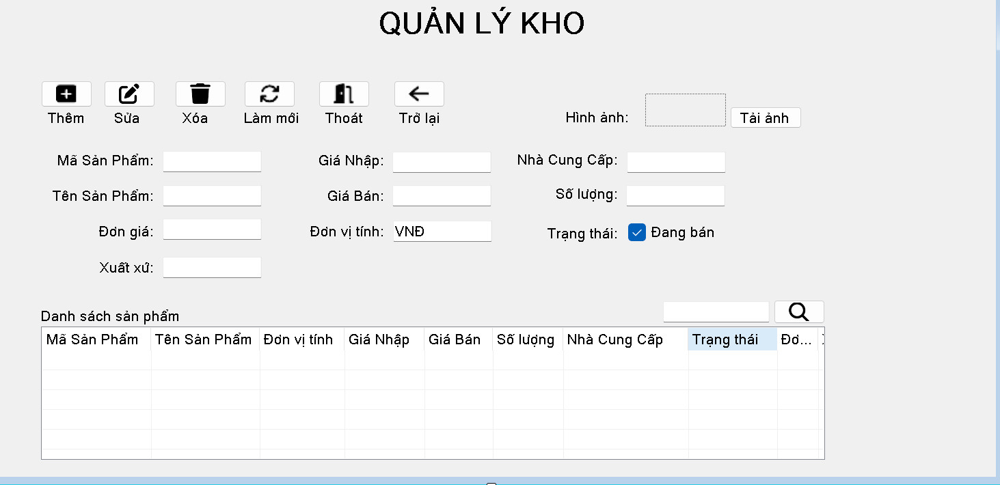 QUẢN LÝ KHO
Thêm Sửa Xóa Làm mới Thoát Trở lại
Hình ảnh: Tải ảnh
Mã Sản Phẩm: Giá Nhập: Nhà Cung Cấp:
Tên Sản Phẩm: Giá Bán: Số lượng:
Đơn giá: Đơn vị tính: VNĐ Trạng thái: Đang bán
Xuất xứ:
Danh sách sản phẩm
Mã Sản Phẩm Tên Sản Phẩm Đơn vị tính Giá Nhập Giá Bán Số lượng Nhà Cung Cấp Trạng thái Đơ...